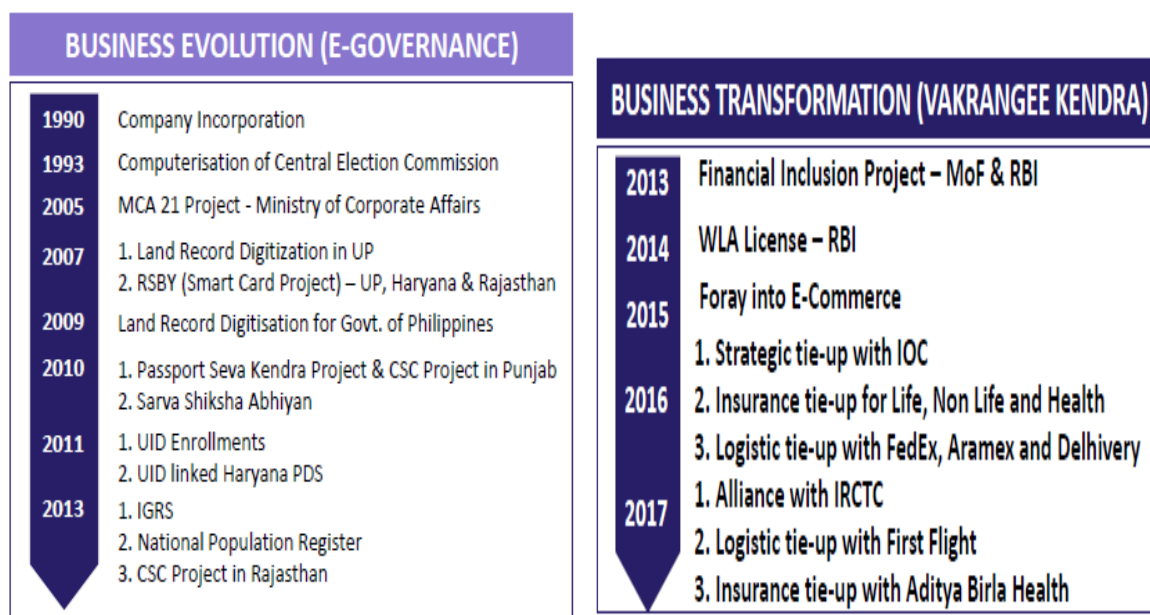 BUSINESS EVOLUTION (E-GOVERNANCE)
1990 Company Incorporation
1993 Computerisation of Central Election Commission
2005 MCA 21 Project - Ministry of Corporate Affairs
2007 1. Land Record Digitization in UP
2. RSBY (Smart Card Project) – UP, Haryana & Rajasthan
2009 Land Record Digitisation for Govt. of Philippines
2010 1. Passport Seva Kendra Project & CSC Project in Punjab
2. Sarva Shiksha Abhiyan
2011 1. UID Enrollments
2. UID linked Haryana PDS
2013 1. IGRS
2. National Population Register
3. CSC Project in Rajasthan
BUSINESS TRANSFORMATION (VAKRANGEE KENDRA)
2013 Financial Inclusion Project – MoF & RBI
2014 WLA License – RBI
2015 Foray into E-Commerce
1. Strategic tie-up with IOC
2016 2. Insurance tie-up for Life, Non Life and Health
3. Logistic tie-up with FedEx, Aramex and Delhivery
1. Alliance with IRCTC
2017 2. Logistic tie-up with First Flight
3. Insurance tie-up with Aditya Birla Health